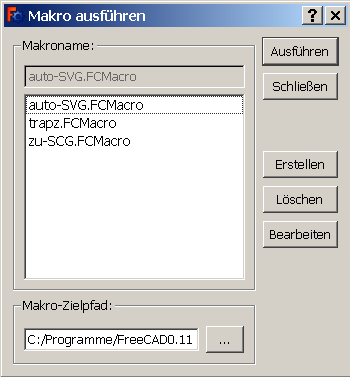 Makro ausführen
Makroname:
auto-SVG.FCMacro
auto-SVG.FCMacro
trapz.FCMacro
zu-SCG.FCMacro
Ausführen
Schließen
Erstellen
Löschen
Bearbeiten
Makro-Zielpfad:
C:/Programme/FreeCAD0.11
...